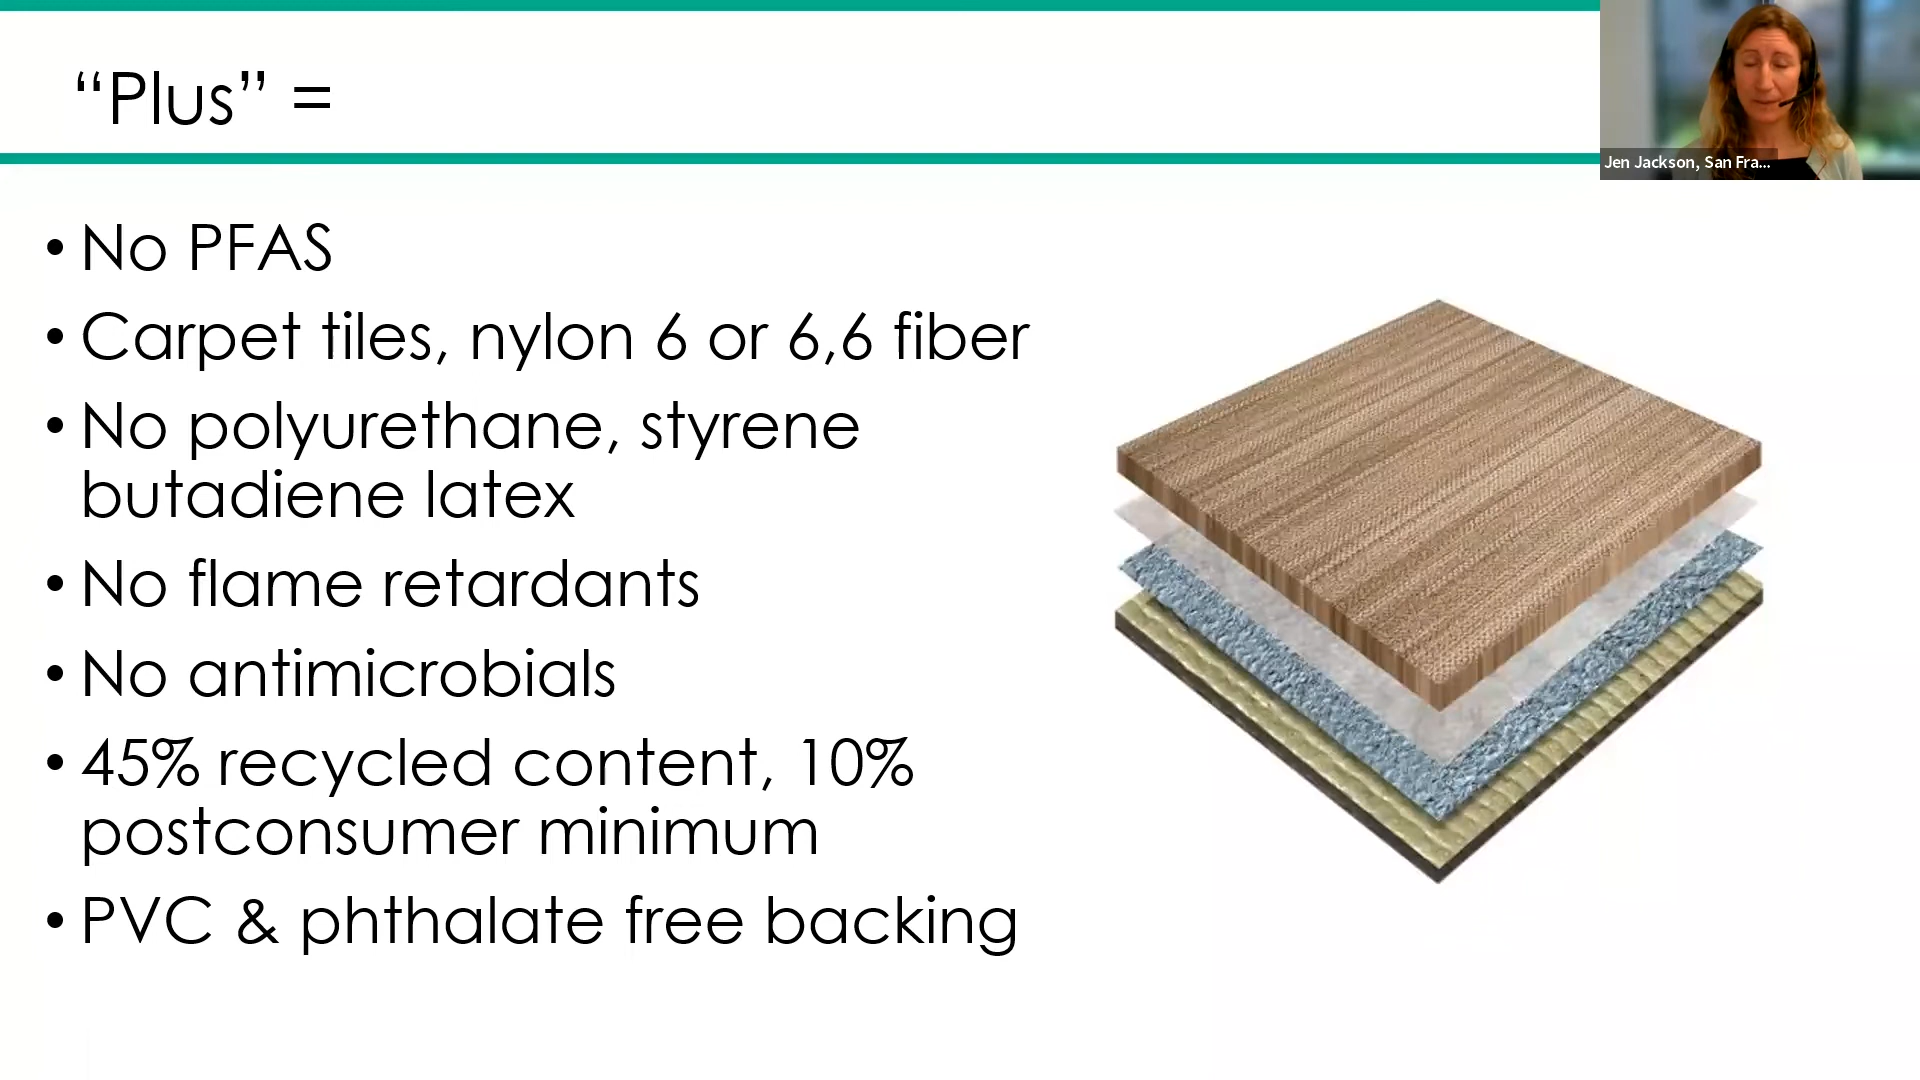 “Plus” =
Jen Jackson, San Fra...
• No PFAS
• Carpet tiles, nylon 6 or 6,6 fiber
• No polyurethane, styrene
butadiene latex
• No flame retardants
• No antimicrobials
• 45% recycled content, 10%
postconsumer minimum
• PVC & phthalate free backing